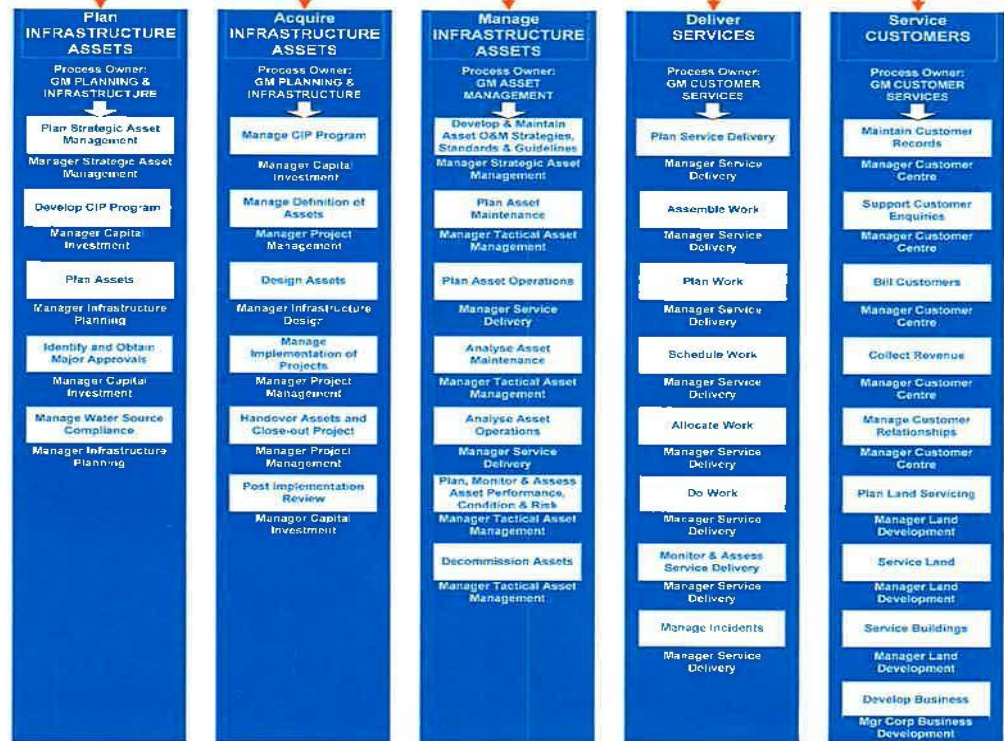 Plan
INFRASTRUCTURE
ASSETS
Process Owner:
GM PLANNING &
INFRASTRUCTURE
Plan Strategic Asset
Management
Manager Strategic Asset
Management
Develop CIP Program
Manager Capital
Investment
Plan Assets
Manager Infrastructure
Planning
Identify and Obtain
Major Approvals
Manager Capital
Investment
Manage Water Source
Compliance
Manager Infrastructure
Planning
Acquire
INFRASTRUCTURE
ASSETS
Process Owner:
GM PLANNING &
INFRASTRUCTURE
Manage CIP Program
Manager Capital
Investment
Manage Definition of
Assets
Manager Project
Management
Design Assets
Manager Infrastructure
Design
Manage
Implementation of
Projects
Manager Project
Management
Handover Assets and
Close-out Project
Manager Project
Management
Post Implementation
Review
Manager Capital
Investment
Manage
INFRASTRUCTURE
ASSETS
Process Owner:
GM ASSET
MANAGEMENT
Develop & Maintain
Asset O&M Strategies,
Standards & Guidelines
Manager Strategic Asset
Management
Plan Asset
Maintenance
Manager Tactical Asset
Management
Plan Asset Operations
Manager Service
Delivery
Analyse Asset
Maintenance
Manager Tactical Asset
Management
Analyse Asset
Operations
Manager Service
Delivery
Plan, Monitor & Assess
Asset Performance,
Condition & Risk
Manager Tactical Asset
Management
Decommission Assets
Manager Tactical Asset
Management
Deliver
SERVICES
Process Owner:
GM CUSTOMER
SERVICES
Plan Service Delivery
Manager Service
Delivery
Assemble Work
Manager Service
Delivery
Plan Work
Manager Service
Delivery
Schedule Work
Manager Service
Delivery
Allocate Work
Manager Service
Delivery
Do Work
Manager Service
Delivery
Monitor & Assess
Service Delivery
Manager Service
Delivery
Manage Incidents
Manager Service
Delivery
Service
CUSTOMERS
Process Owner:
GM CUSTOMER
SERVICES
Maintain Customer
Records
Manager Customer
Centre
Support Customer
Enquiries
Manager Customer
Centre
Bill Customers
Manager Customer
Centre
Collect Revenue
Manager Customer
Centre
Manage Customer
Relationships
Manager Customer
Centre
Plan Land Servicing
Manager Land
Development
Service Land
Manager Land
Development
Service Buildings
Manager Land
Development
Develop Business
Mgr Corp Business
Development